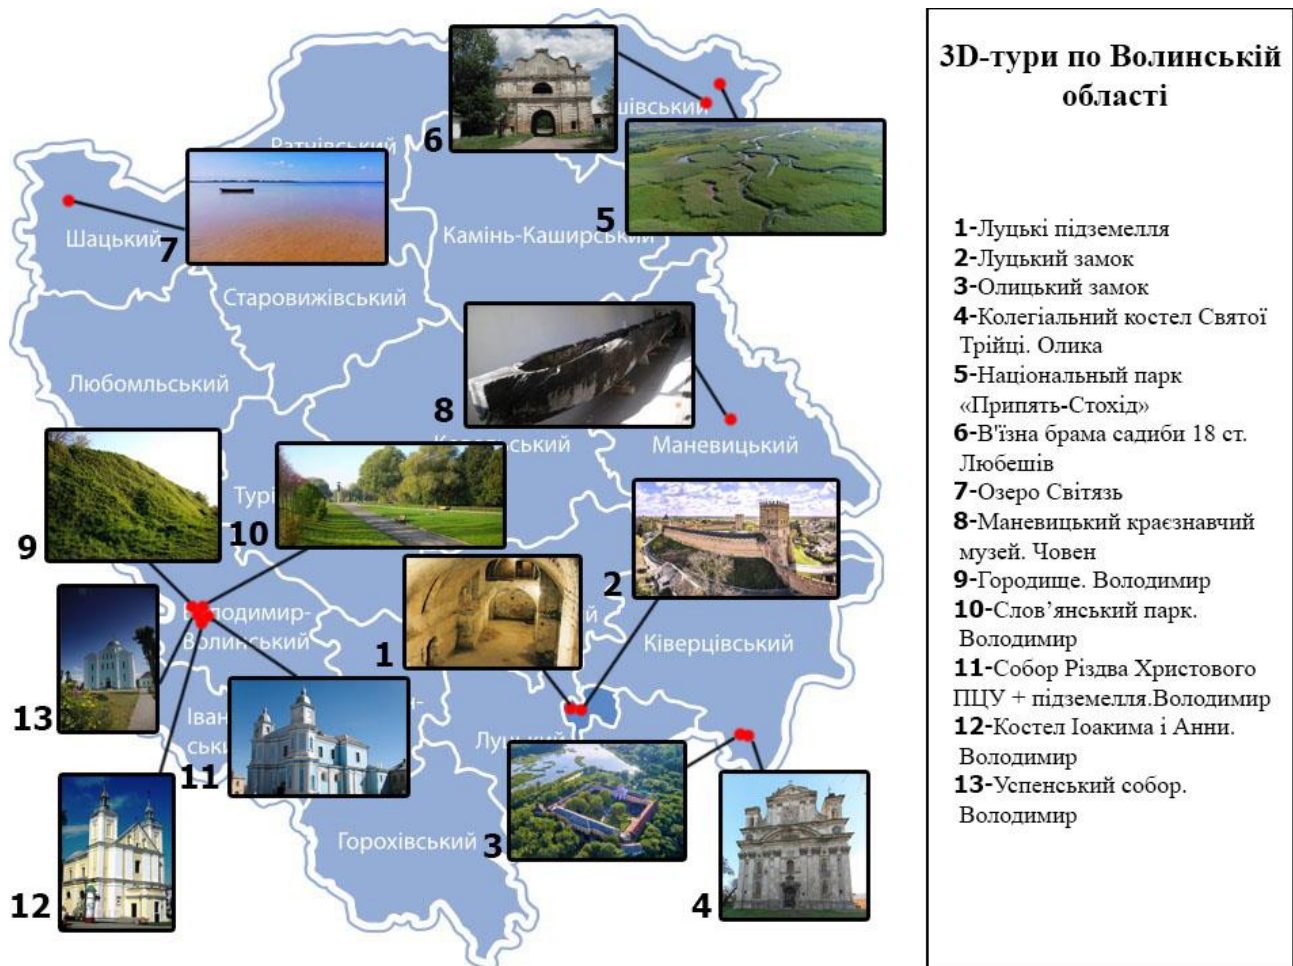 3D-тури по Волинській
області
1-Луцькі підземелля
2-Луцький замок
3-Олицький замок
4-Колегіальний костел Святої
Трійці. Олика
5-Національный парк
«Припять-Стохід»
6-В'їзна брама садиби 18 ст.
Любешів
7-Озеро Світязь
8-Маневицький краєзнавчий
музей. Човен
9-Городище. Володимир
10-Слов’янський парк.
Володимир
11-Собор Різдва Христового
ПЦУ + підземелля.Володимир
12-Костел Іоакима і Анни.
Володимир
13-Успенський собор.
Володимир
6
5
Шацький
7
Камінь-Каширський
Старовижівський
Любомльський
8
Маневицький
9
10
2
Волинський
1
Ківерцівський
13
11
Горохівський
3
12
4